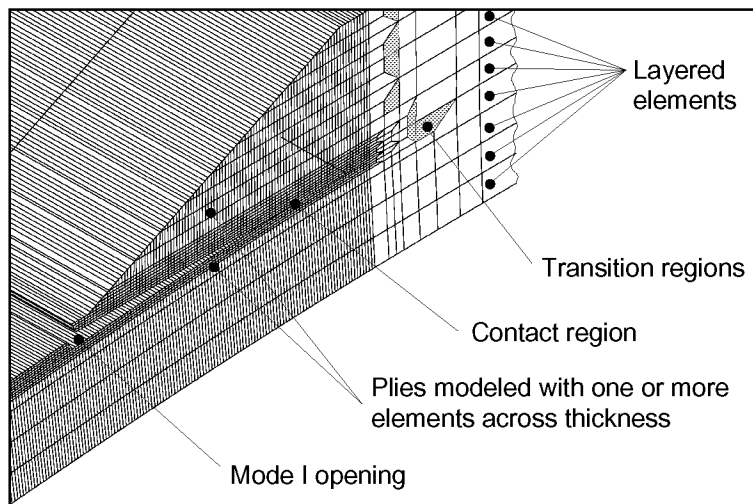 Layered
elements
Transition regions
Contact region
Plies modeled with one or more
elements across thickness
Mode I opening